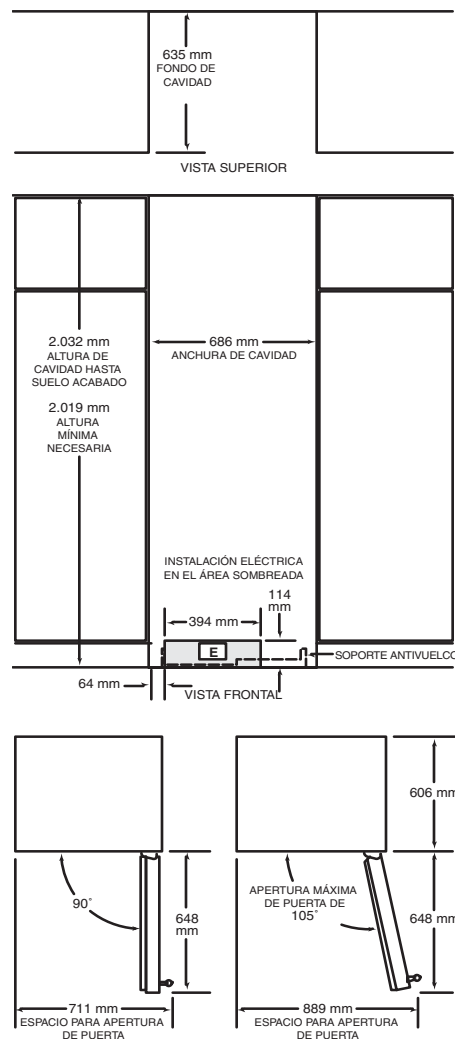 635 mm
FONDO DE
CAVIDAD
VISTA SUPERIOR
2.032 mm
ALTURA DE
CAVIDAD HASTA
SUELO ACABADO
2.019 mm
ALTURA
MÍNIMA
NECESARIA
686 mm
ANCHURA DE CAVIDAD
INSTALACIÓN ELÉCTRICA
EN EL ÁREA SOMBREADA
114
mm
394 mm
E
SOPORTE ANTIVUELCO
64 mm
VISTA FRONTAL
606 mm
90°
648
mm
711 mm
ESPACIO PARA APERTURA
DE PUERTA
APERTURA MÁXIMA
DE PUERTA DE
105°
648 mm
889 mm
ESPACIO PARA APERTURA
DE PUERTA